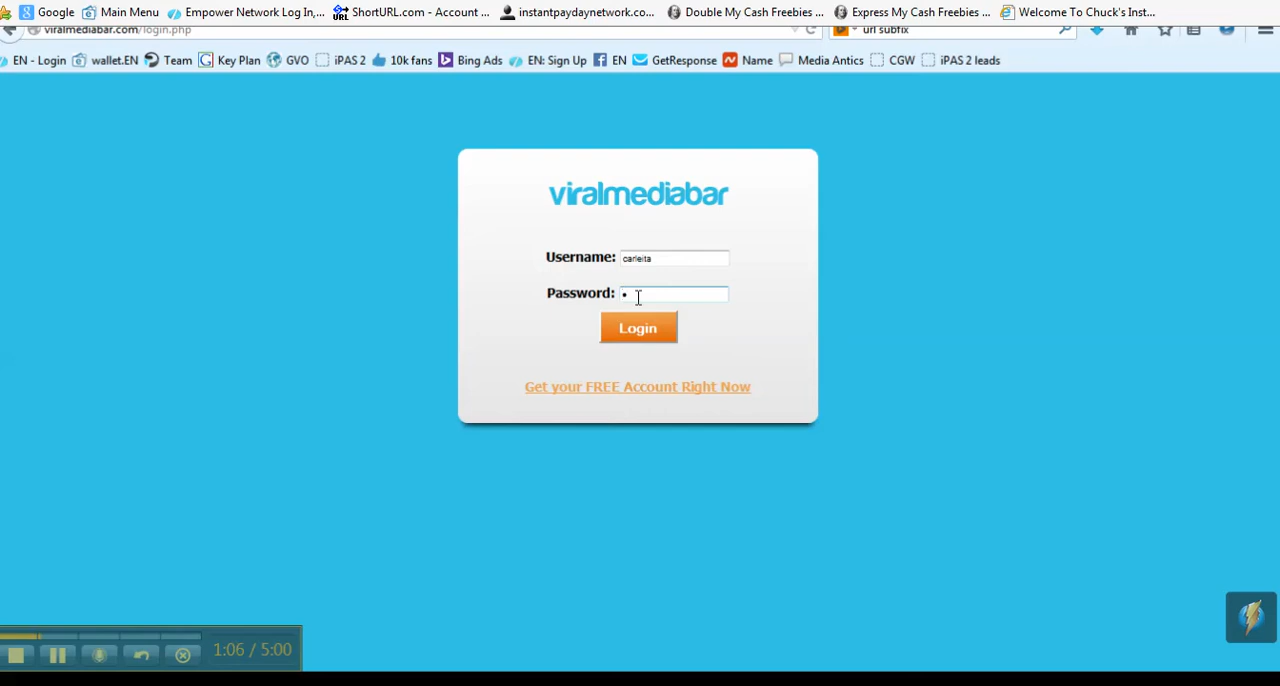 Google Main Menu Empower Network Log In,... ShortURL.com - Account ... instantpaydaynetwork.co... Double My Cash Freebies ... Express My Cash Freebies ... Welcome To Chuck's Inst...
viralmediabar.com/login.php url subfix
EN - Login wallet.EN Team Key Plan GVO iPAS 2 10k fans Bing Ads EN: Sign Up EN GetResponse Name Media Antics CGW iPAS 2 leads
viralmediabar
Username: carleita
Password: •
Login
Get your FREE Account Right Now
1:06 / 5:00